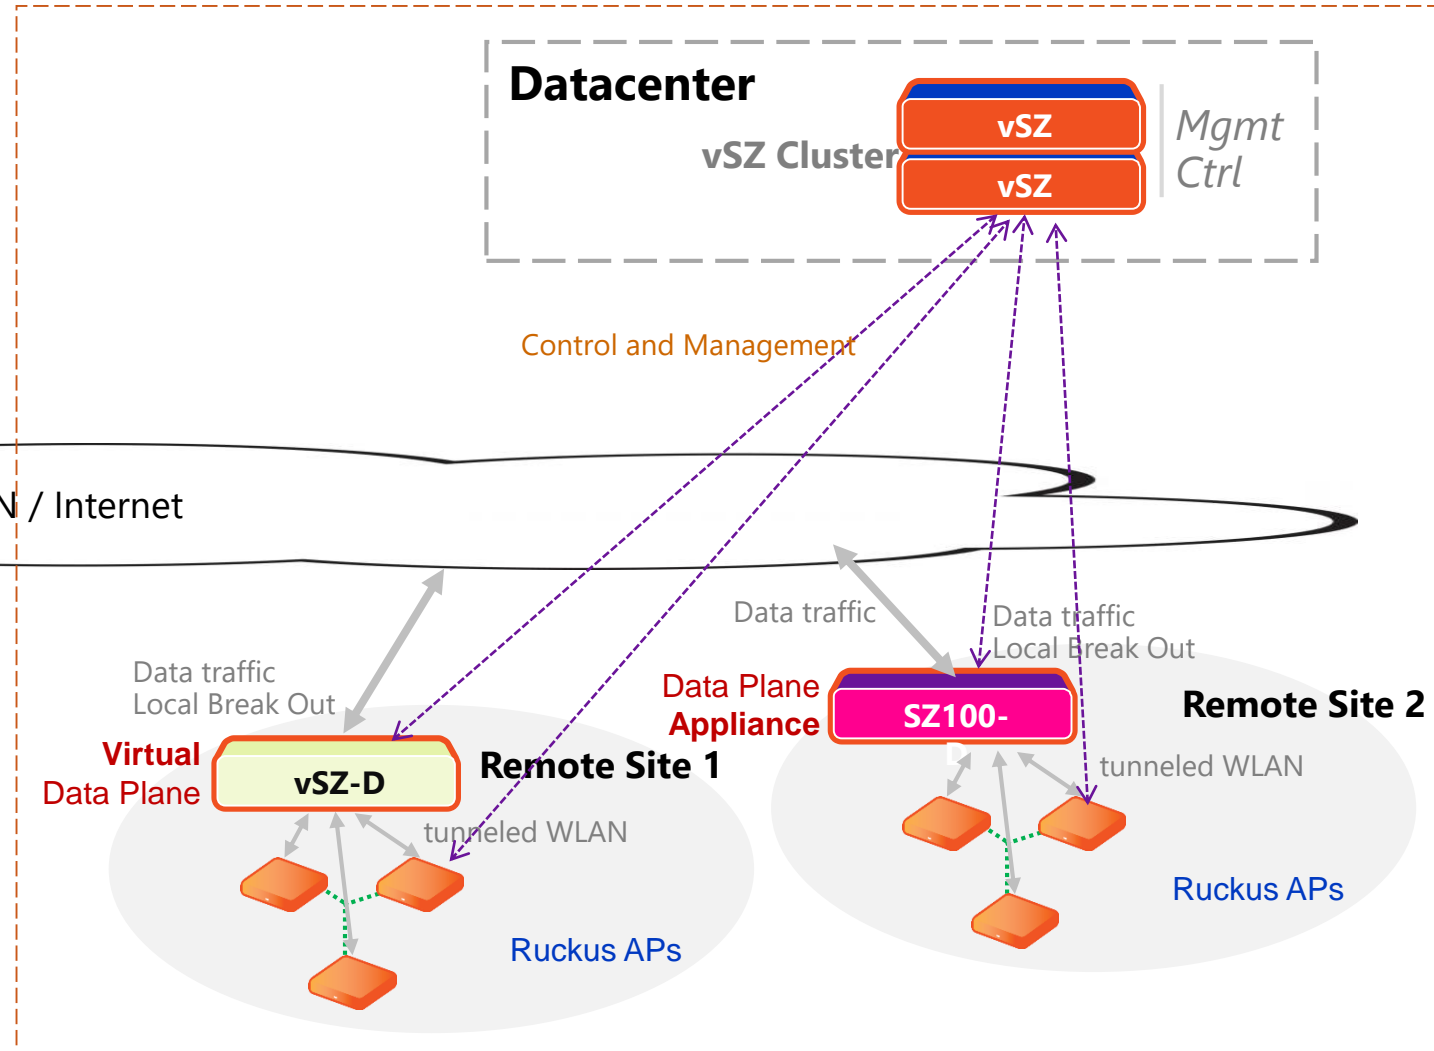 Datacenter
vSZ Cluster
vSZ
vSZ
Mgmt
Ctrl
Control and Management
N / Internet
Data traffic
Local Break Out
Data traffic
Data traffic
Local Break Out
Virtual
Data Plane
vSZ-D
Remote Site 1
tunneled WLAN
Ruckus APs
Data Plane
Appliance
SZ100-
D
Remote Site 2
tunneled WLAN
Ruckus APs